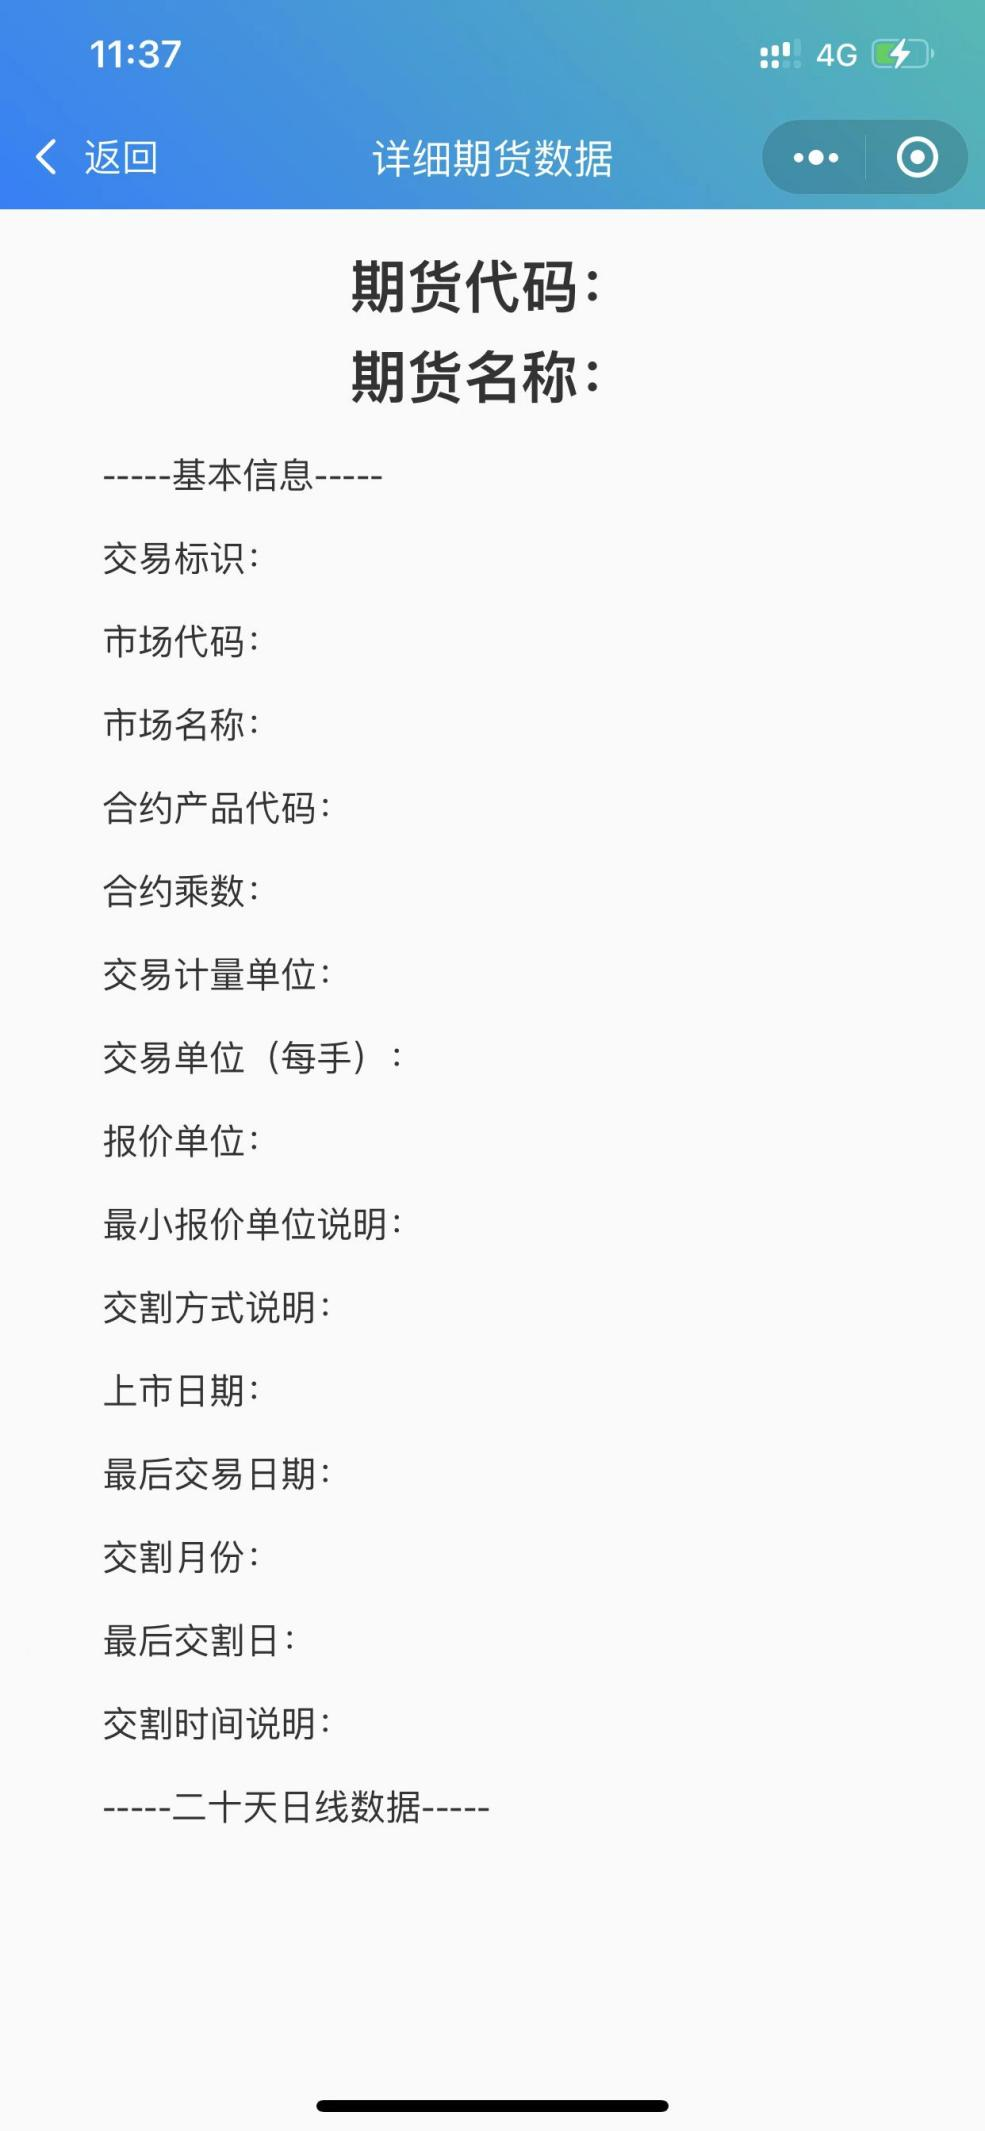 11:37
4G
返回
详细期货数据
期货代码：
期货名称：
-----基本信息-----
交易标识：
市场代码：
市场名称：
合约产品代码：
合约乘数：
交易计量单位：
交易单位（每手）：
报价单位：
最小报价单位说明：
交割方式说明：
上市日期：
最后交易日期：
交割月份：
最后交割日：
交割时间说明：
-----二十天日线数据-----